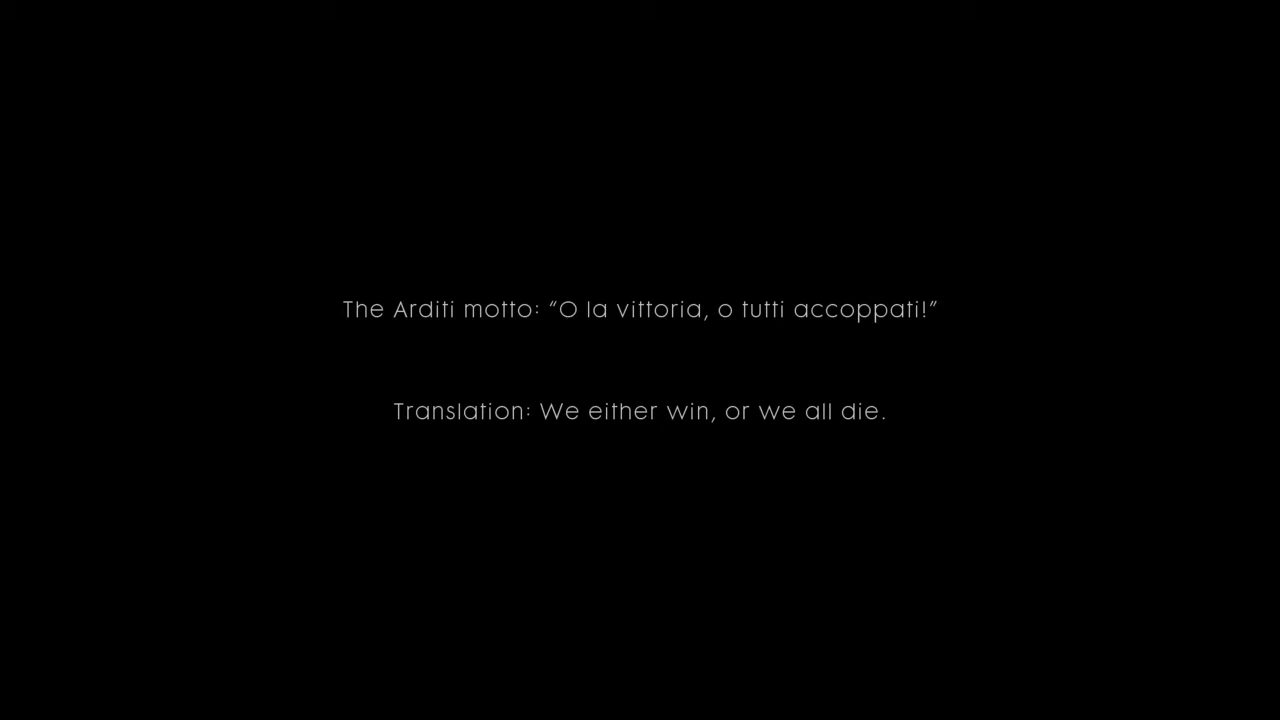 The Arditi motto: “O la vittoria, o tutti accoppati!”
Translation: We either win, or we all die.